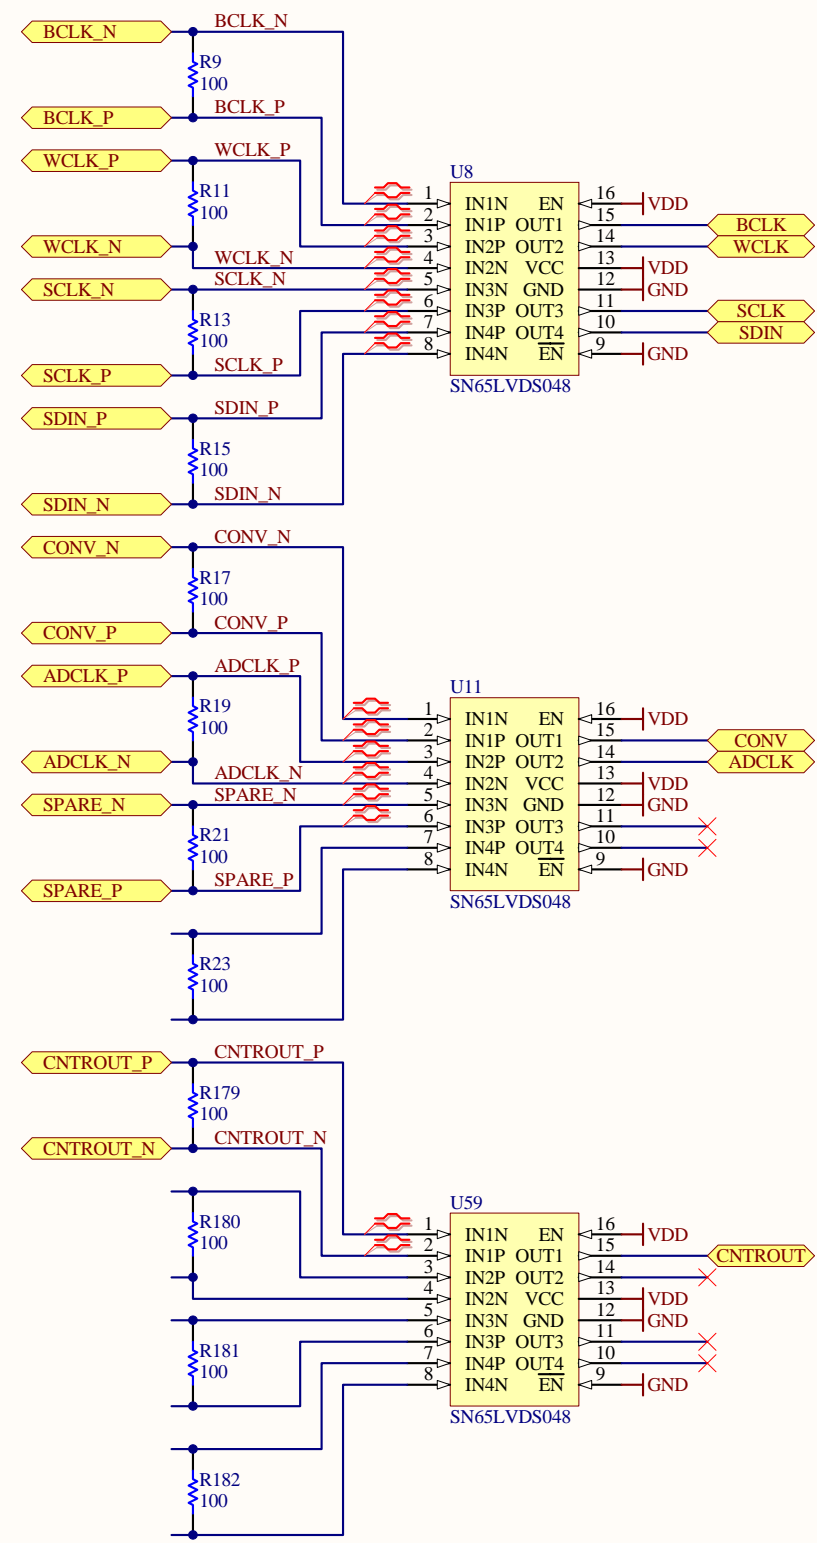 BCLK_N
BCLK_N
R9
100
BCLK_P
BCLK_P
WCLK_P
WCLK_P
R11
100
WCLK_N
WCLK_N
SCLK_N
SCLK_N
R13
100
SCLK_P
SCLK_P
SDIN_P
SDIN_P
R15
100
SDIN_N
SDIN_N
U8
1 IN1N EN 16 VDD
2 IN1P OUT1 15 BCLK
3 IN2P OUT2 14 WCLK
4 IN2N VCC 13 VDD
5 IN3N GND 12 GND
6 IN3P OUT3 11 SCLK
7 IN4P OUT4 10 SDIN
8 IN4N EN 9 GND
SN65LVDS048
CONV_N
CONV_N
R17
100
CONV_P
CONV_P
ADCLK_P
ADCLK_P
R19
100
ADCLK_N
ADCLK_N
SPARE_N
SPARE_N
R21
100
SPARE_P
SPARE_P
R23
100
U11
1 IN1N EN 16 VDD
2 IN1P OUT1 15 CONV
3 IN2P OUT2 14 ADCLK
4 IN2N VCC 13 VDD
5 IN3N GND 12 GND
6 IN3P OUT3 11
7 IN4P OUT4 10
8 IN4N EN 9 GND
SN65LVDS048
CNTROUT_P
CNTROUT_P
R179
100
CNTROUT_N
CNTROUT_N
R180
100
R181
100
R182
100
U59
1 IN1N EN 16 VDD
2 IN1P OUT1 15 CNTROUT
3 IN2P OUT2 14
4 IN2N VCC 13 VDD
5 IN3N GND 12 GND
6 IN3P OUT3 11
7 IN4P OUT4 10
8 IN4N EN 9 GND
SN65LVDS048